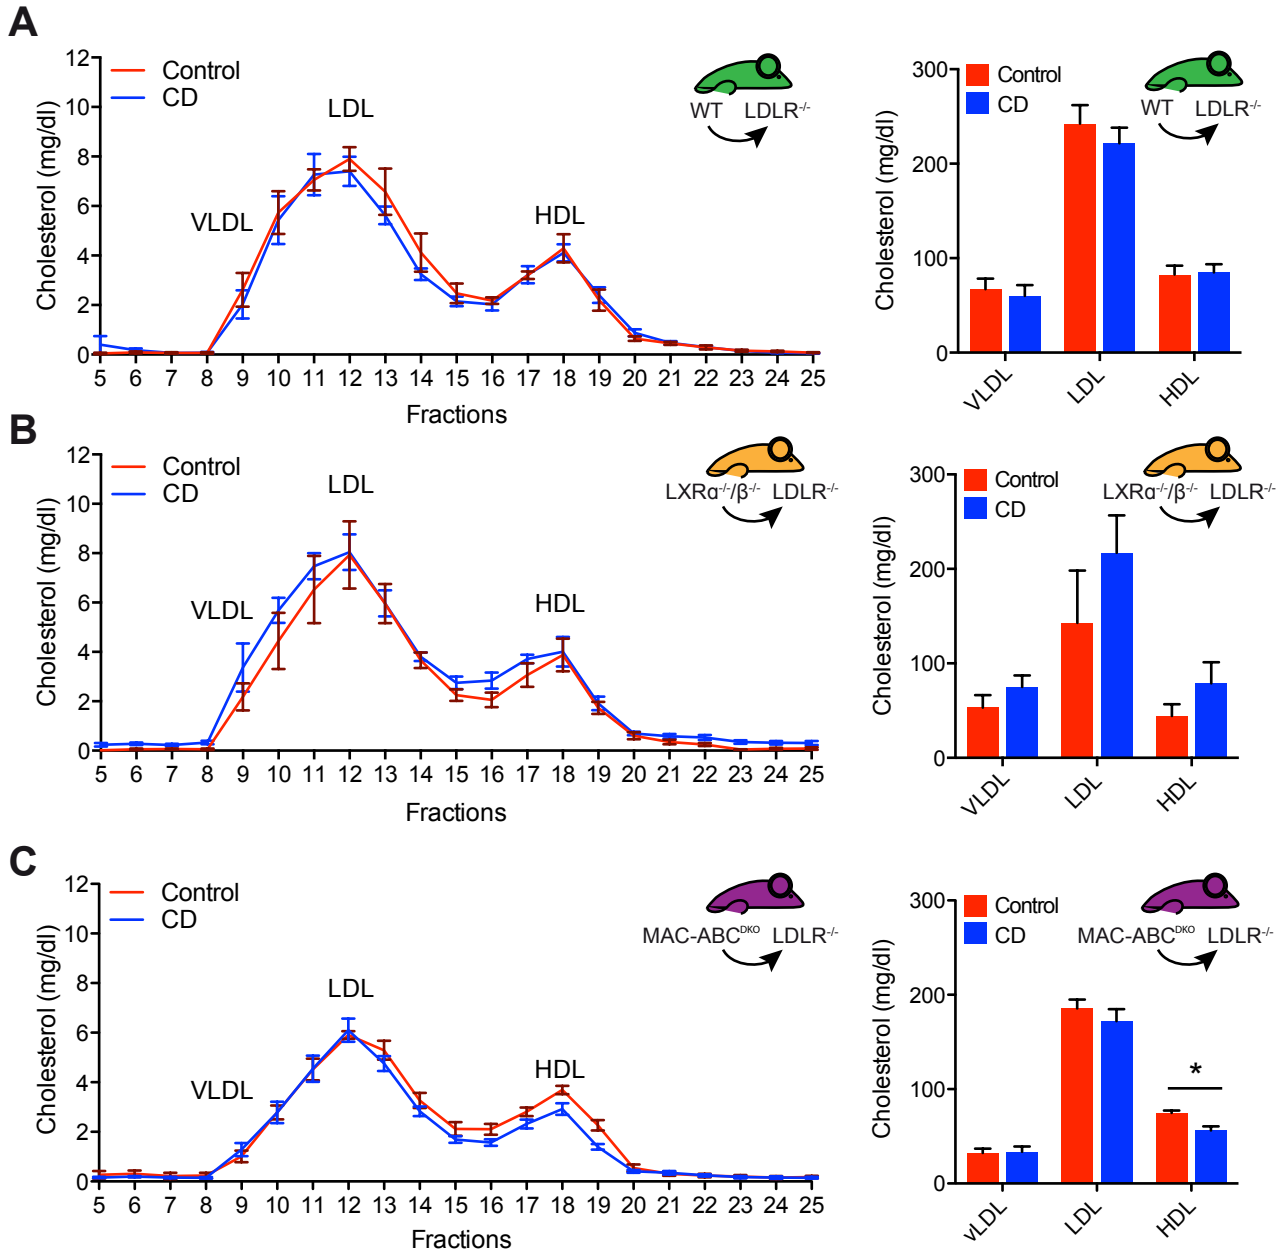 A
12
10
8
6
4
2
0
Cholesterol (mg/dl)
Control
CD
VLDL
LDL
HDL
WT LDLR-/-
5 6 7 8 9 10 11 12 13 14 15 16 17 18 19 20 21 22 23 24 25
Fractions
300
200
100
0
Cholesterol (mg/dl)
Control
CD
WT LDLR-/-
VLDL
LDL
HDL
B
12
10
8
6
4
2
0
Cholesterol (mg/dl)
Control
CD
VLDL
LDL
HDL
LXRα-/-/β-/- LDLR-/-
5 6 7 8 9 10 11 12 13 14 15 16 17 18 19 20 21 22 23 24 25
Fractions
300
200
100
0
Cholesterol (mg/dl)
Control
CD
LXRα-/-/β-/- LDLR-/-
VLDL
LDL
HDL
C
12
10
8
6
4
2
0
Cholesterol (mg/dl)
Control
CD
VLDL
LDL
HDL
MAC-ABCDKO LDLR-/-
5 6 7 8 9 10 11 12 13 14 15 16 17 18 19 20 21 22 23 24 25
Fractions
300
200
100
0
Cholesterol (mg/dl)
Control
CD
MAC-ABCDKO LDLR-/-
*
vLDL
LDL
HDL